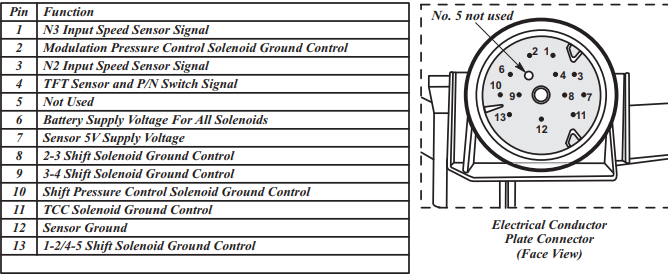 Pin Function
1 N3 Input Speed Sensor Signal
2 Modulation Pressure Control Solenoid Ground Control
3 N2 Input Speed Sensor Signal
4 TFT Sensor and P/N Switch Signal
5 Not Used
6 Battery Supply Voltage For All Solenoids
7 Sensor 5V Supply Voltage
8 2-3 Shift Solenoid Ground Control
9 3-4 Shift Solenoid Ground Control
10 Shift Pressure Control Solenoid Ground Control
11 TCC Solenoid Ground Control
12 Sensor Ground
13 1-2/4-5 Shift Solenoid Ground Control
No. 5 not used
2 1
6 4 3
10 9 8 7
13 11
12
Electrical Conductor
Plate Connector
(Face View)